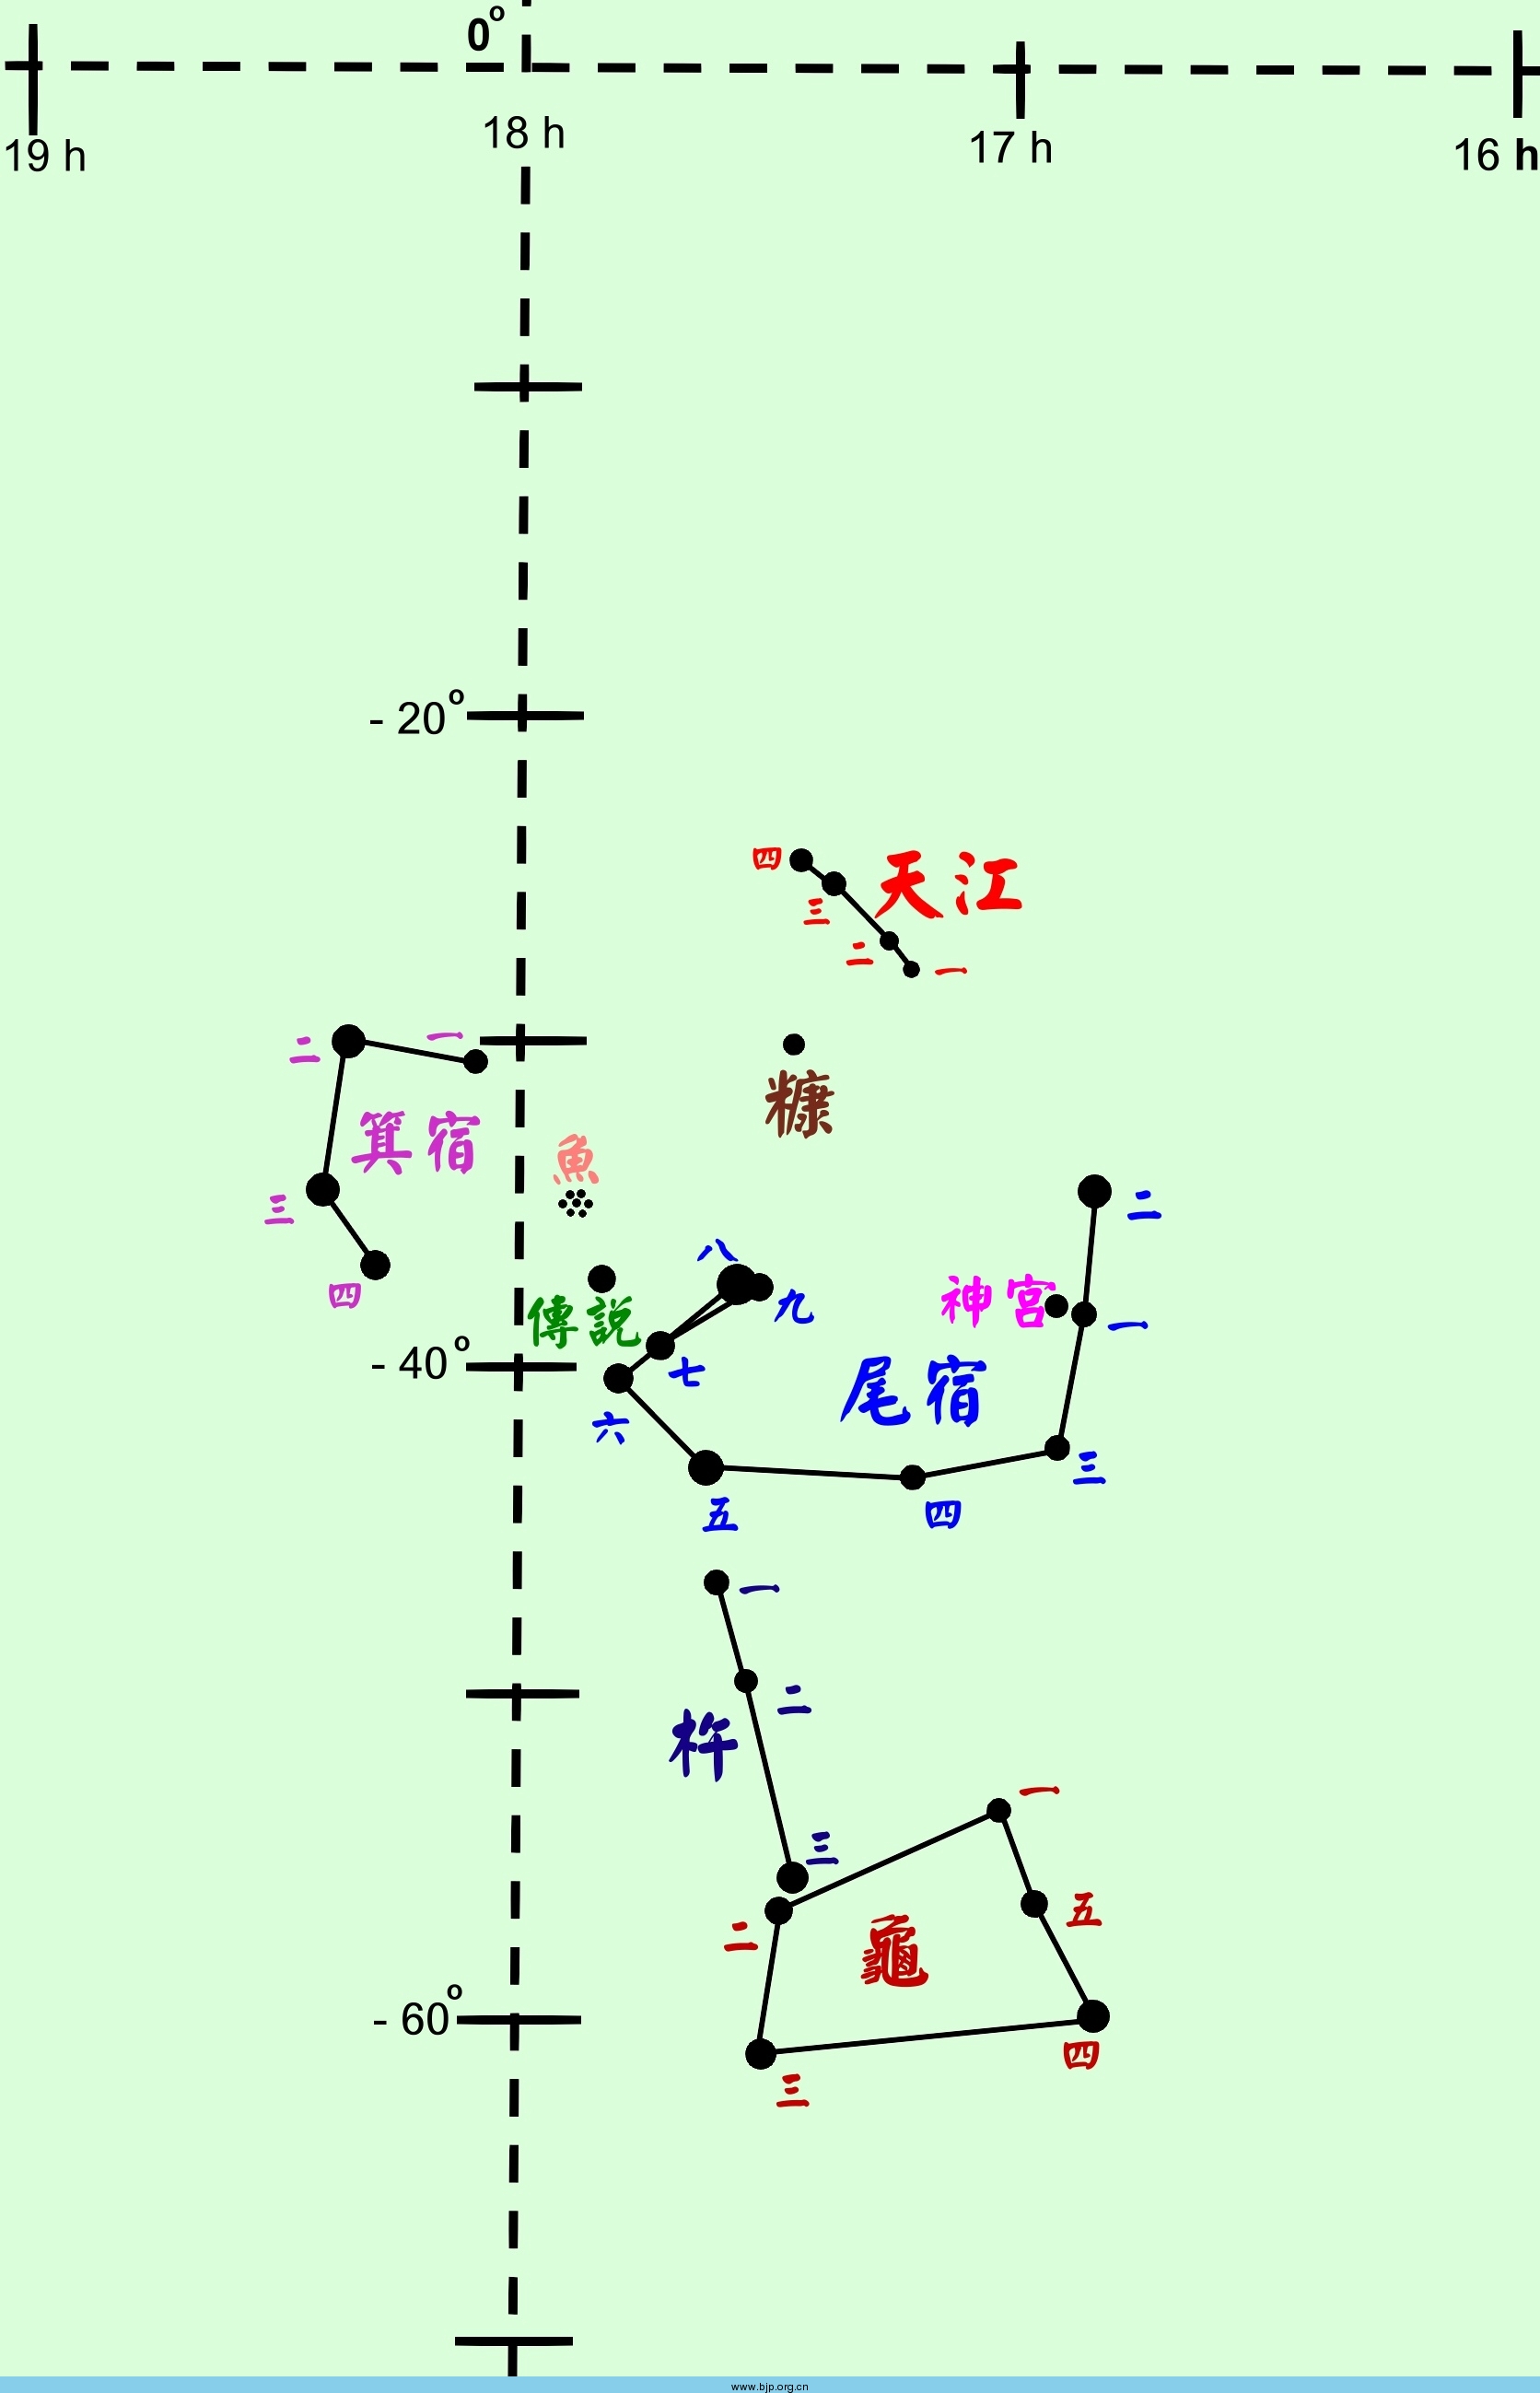 0°
19 h
18 h
17 h
16 h
- 20°
四
天江
三
二
一
二
一
箕宿
三
四
糠
魚
二
八
九
傳説
神宮
一
- 40°
七
尾宿
六
三
五
四
一
二
杵
三
一
二
龜
五
- 60°
四
三
www.bjp.org.cn